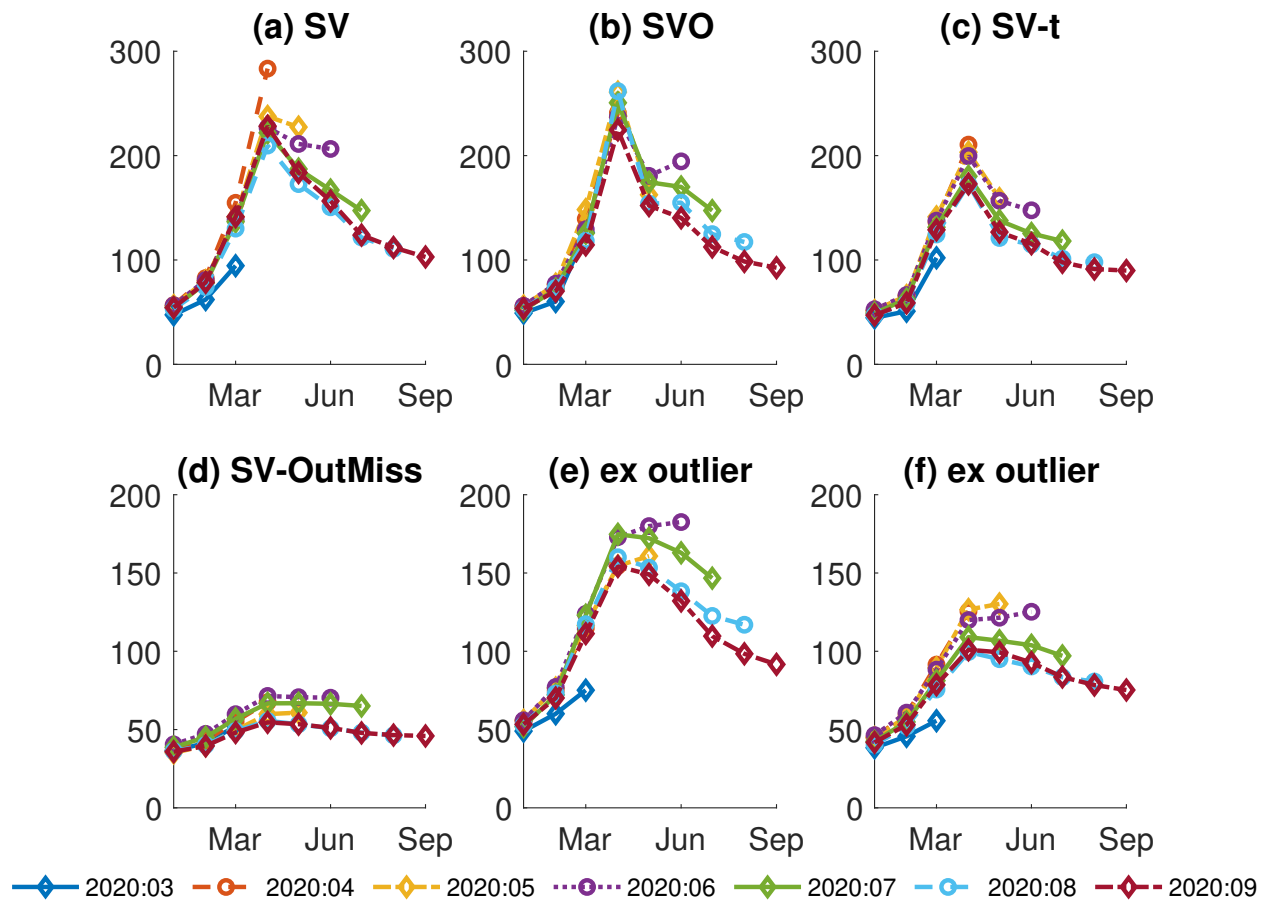 (a) SV (b) SVO (c) SV-t
300 300 300
200 200 200
100 100 100
0 0 0
Mar Jun Sep Mar Jun Sep Mar Jun Sep
(d) SV-OutMiss (e) ex outlier (f) ex outlier
200 200 200
150 150 150
100 100 100
50 50 50
0 0 0
Mar Jun Sep Mar Jun Sep Mar Jun Sep
2020:03 2020:04 2020:05 2020:06 2020:07 2020:08 2020:09